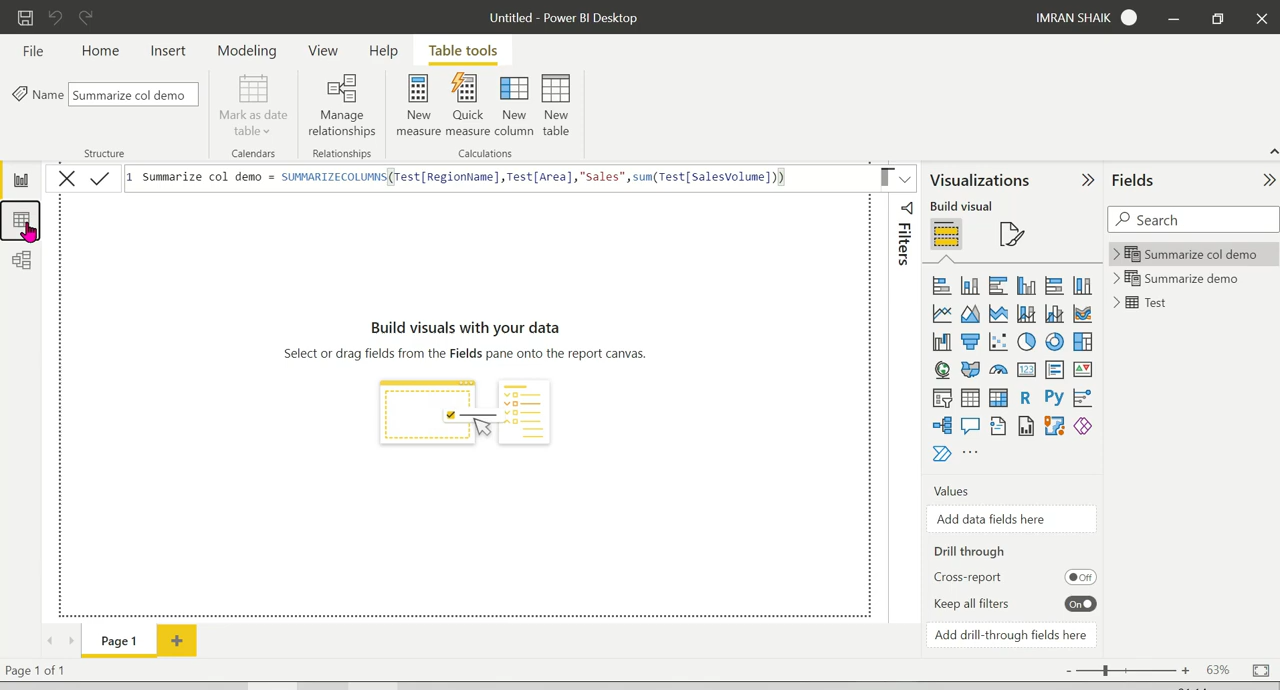 Untitled - Power BI Desktop
IMRAN SHAIK
File
Home
Insert
Modeling
View
Help
Table tools
Name
Summarize col demo
Mark as date
table
Manage
relationships
New
measure
Quick
measure
New
column
New
table
Structure
Calendars
Relationships
Calculations
1 Summarize col demo = SUMMARIZECOLUMNS(Test[RegionName],Test[Area],"Sales",sum(Test[SalesVolume]))
Filters
Visualizations
Build visual
Fields
Search
Summarize col demo
Summarize demo
Test
Build visuals with your data
Select or drag fields from the Fields pane onto the report canvas.
123
R
Py
...
Values
Add data fields here
Drill through
Cross-report
Off
Keep all filters
On
Add drill-through fields here
Page 1
+
Page 1 of 1
- + 63%